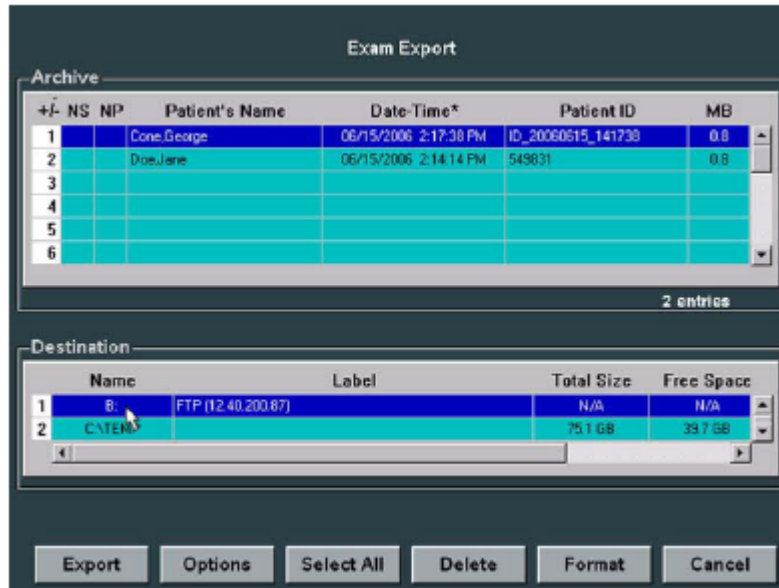 Exam Export
Archive
+/- NS NP Patient's Name Date-Time* Patient ID MB
1 Cone,George 06/15/2006 2:17:38 PM ID_20060615_141738 0.8
2 Doe,Jane 06/15/2006 2:14:14 PM 549831 0.8
3
4
5
6
2 entries
Destination
Name Label Total Size Free Space
1 B: FTP (12.40.200.87) N/A N/A
2 C:\TEMP 75.1 GB 39.7 GB
Export Options Select All Delete Format Cancel